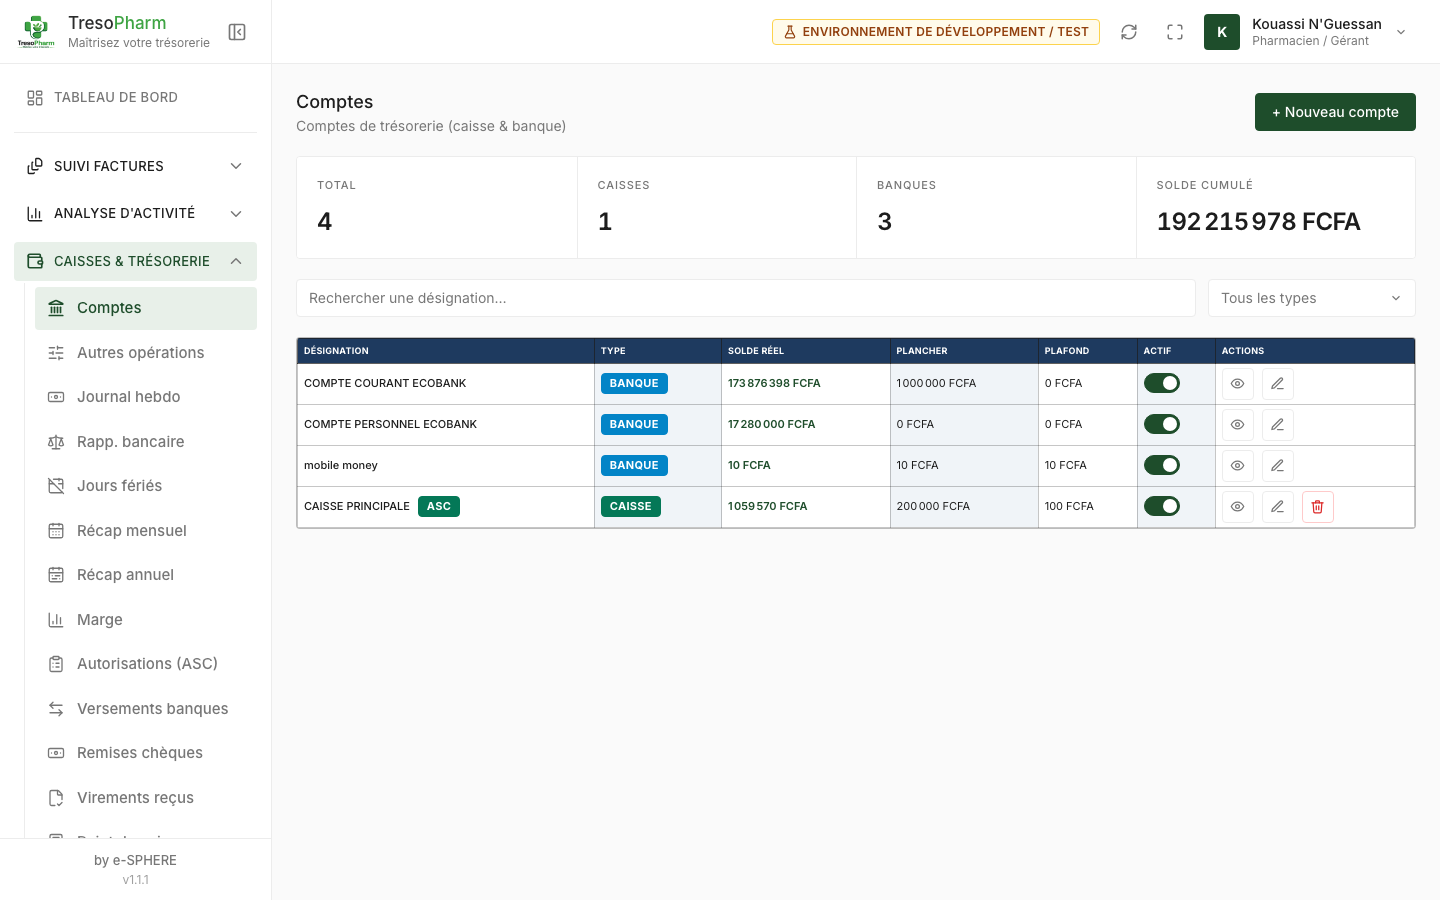 TresoPharm
Maîtrisez votre trésorerie
TresoPharm
ENVIRONNEMENT DE DÉVELOPPEMENT / TEST
K
Kouassi N'Guessan
Pharmacien / Gérant
TABLEAU DE BORD
SUIVI FACTURES
ANALYSE D'ACTIVITÉ
CAISSES & TRÉSORERIE
Comptes
Autres opérations
Journal hebdo
Rapp. bancaire
Jours fériés
Récap mensuel
Récap annuel
Marge
Autorisations (ASC)
Versements banques
Remises chèques
Virements reçus
by e-SPHERE
v1.1.1
Comptes
Comptes de trésorerie (caisse & banque)
+ Nouveau compte
TOTAL
4
CAISSES
1
BANQUES
3
SOLDE CUMULÉ
192 215 978 FCFA
Rechercher une désignation...
Tous les types
DÉSIGNATION TYPE SOLDE RÉEL PLANCHER PLAFOND ACTIF ACTIONS
COMPTE COURANT ECOBANK BANQUE 173 876 398 FCFA 1 000 000 FCFA 0 FCFA
COMPTE PERSONNEL ECOBANK BANQUE 17 280 000 FCFA 0 FCFA 0 FCFA
mobile money BANQUE 10 FCFA 10 FCFA 10 FCFA
CAISSE PRINCIPALE ASC CAISSE 1 059 570 FCFA 200 000 FCFA 100 FCFA